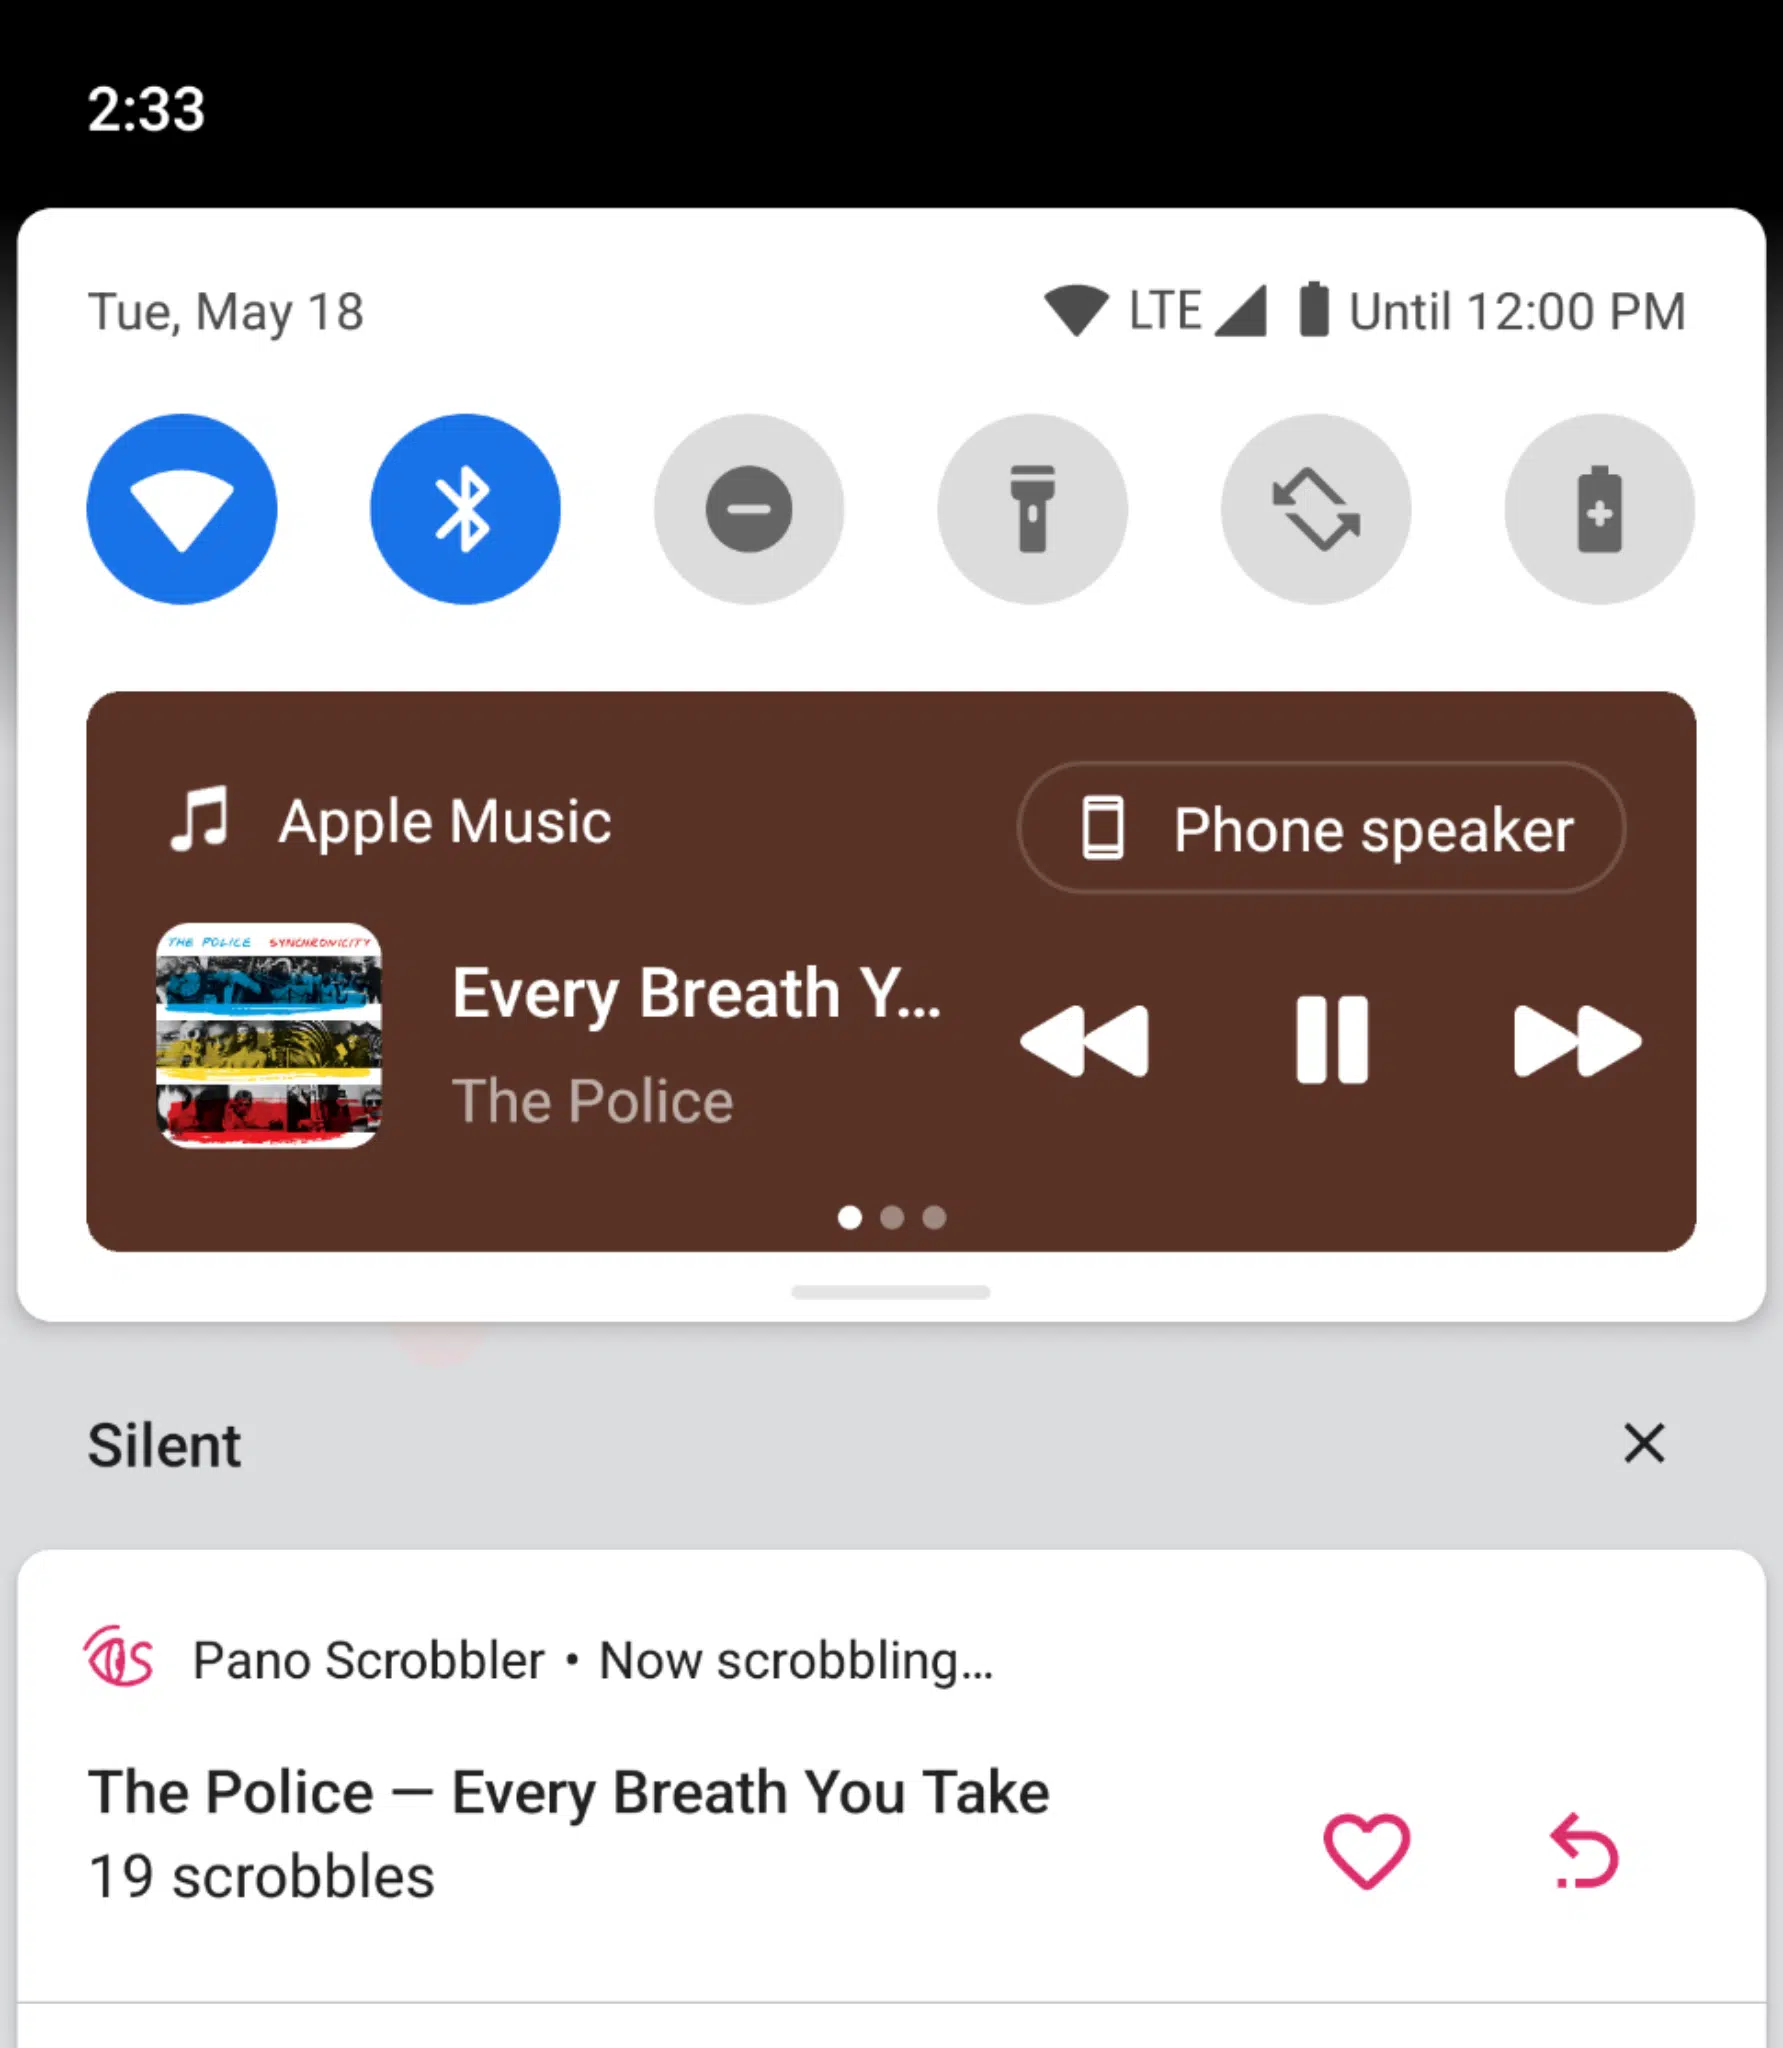 2:33
Tue, May 18
LTE Until 12:00 PM
Apple Music
Phone speaker
THE POLICE SYNCHRONICITY
Every Breath Y...
The Police
Silent
Pano Scrobbler • Now scrobbling...
The Police — Every Breath You Take
19 scrobbles